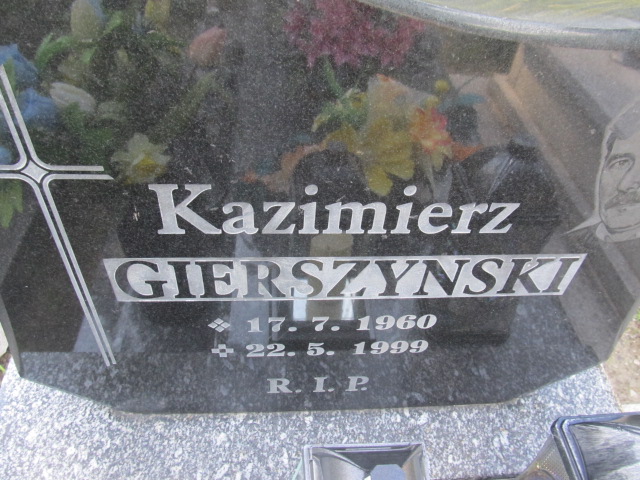 Kazimierz
GIERSZYNSKI
17. 7. 1960
22. 5. 1999
R. I. P.